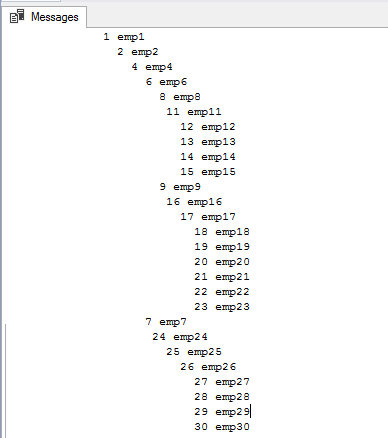 Messages
1 emp1
2 emp2
4 emp4
6 emp6
8 emp8
11 emp11
12 emp12
13 emp13
14 emp14
15 emp15
9 emp9
16 emp16
17 emp17
18 emp18
19 emp19
20 emp20
21 emp21
22 emp22
23 emp23
7 emp7
24 emp24
25 emp25
26 emp26
27 emp27
28 emp28
29 emp29
30 emp30